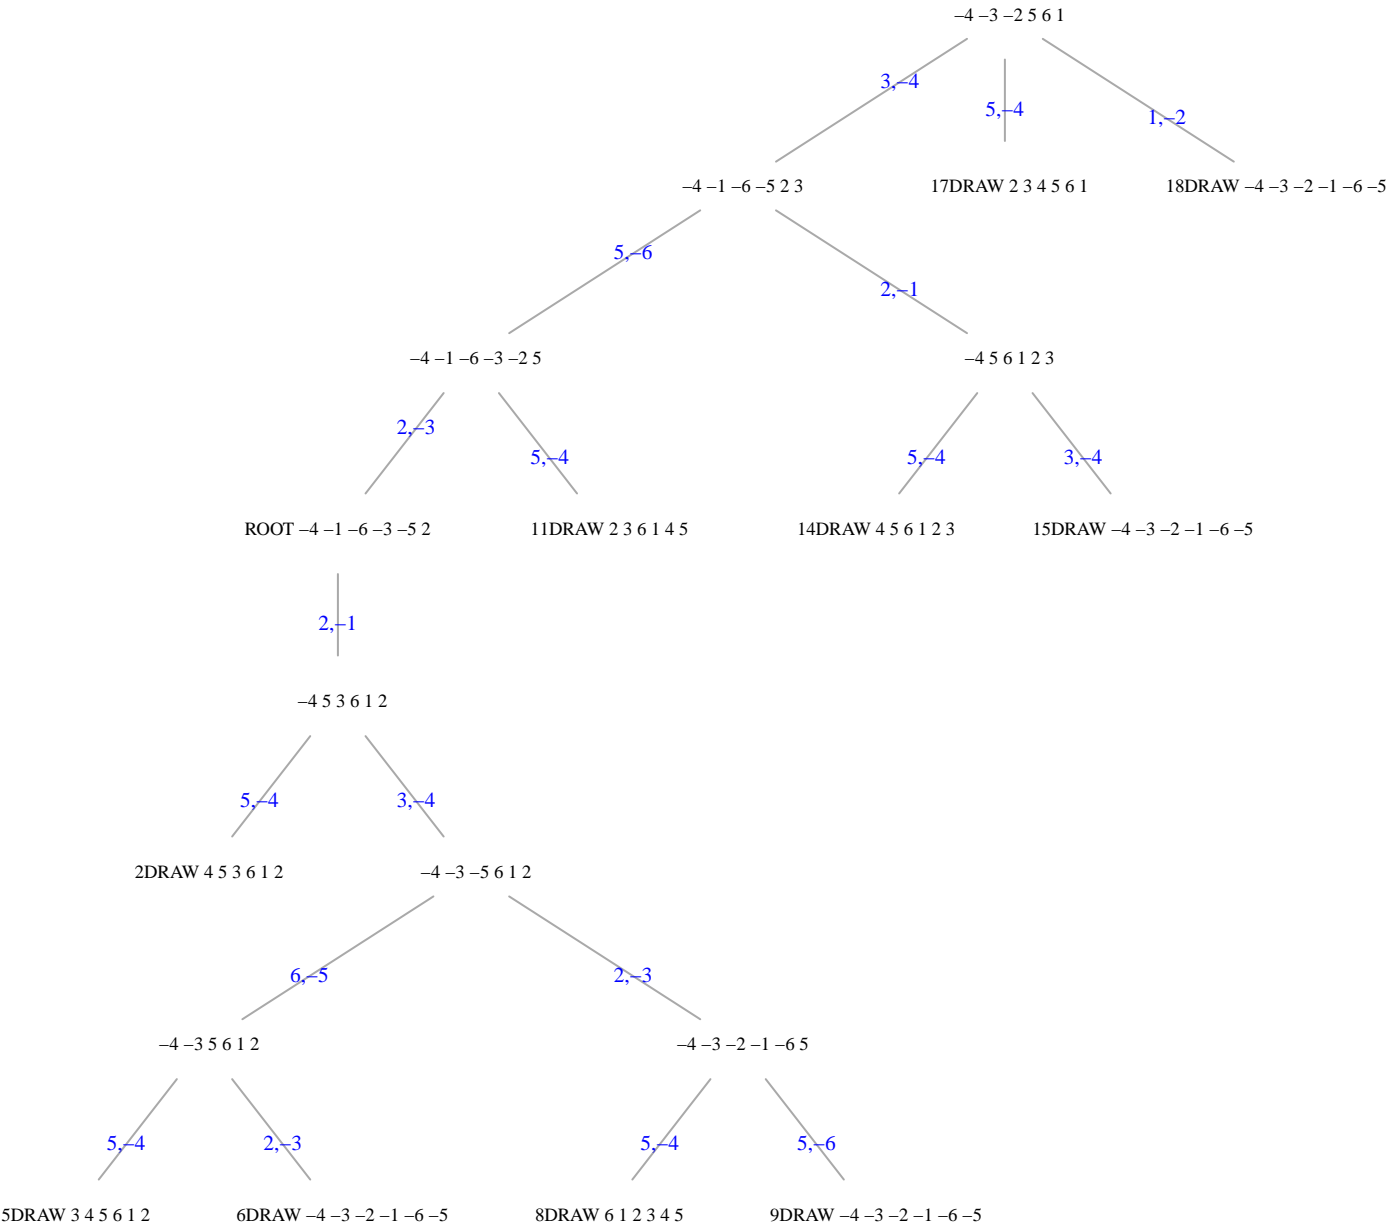 –4 –3 –2 5 6 1
3,–4
5,–4
1,–2
–4 –1 –6 –5 2 3
17DRAW 2 3 4 5 6 1
18DRAW –4 –3 –2 –1 –6 –5
5,–6
2,–1
–4 –1 –6 –3 –2 5
–4 5 6 1 2 3
2,–3
5,–4
5,–4
3,–4
ROOT –4 –1 –6 –3 –5 2
11DRAW 2 3 6 1 4 5
14DRAW 4 5 6 1 2 3
15DRAW –4 –3 –2 –1 –6 –5
2,–1
–4 5 3 6 1 2
5,–4
3,–4
2DRAW 4 5 3 6 1 2
–4 –3 –5 6 1 2
6,–5
2,–3
–4 –3 5 6 1 2
–4 –3 –2 –1 –6 5
5,–4
2,–3
5,–4
5,–6
5DRAW 3 4 5 6 1 2
6DRAW –4 –3 –2 –1 –6 –5
8DRAW 6 1 2 3 4 5
9DRAW –4 –3 –2 –1 –6 –5